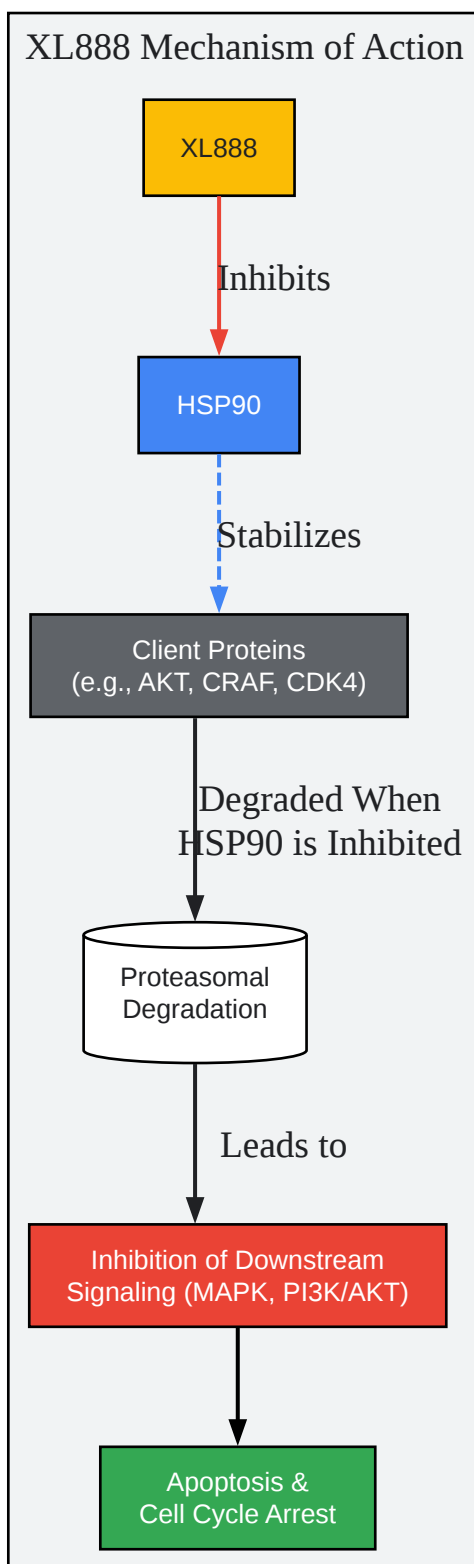 XL888 Mechanism of Action
XL888
Inhibits
HSP90
Stabilizes
Client Proteins
(e.g., AKT, CRAF, CDK4)
Degraded When
HSP90 is Inhibited
Proteasomal
Degradation
Leads to
Inhibition of Downstream
Signaling (MAPK, PI3K/AKT)
Apoptosis &
Cell Cycle Arrest